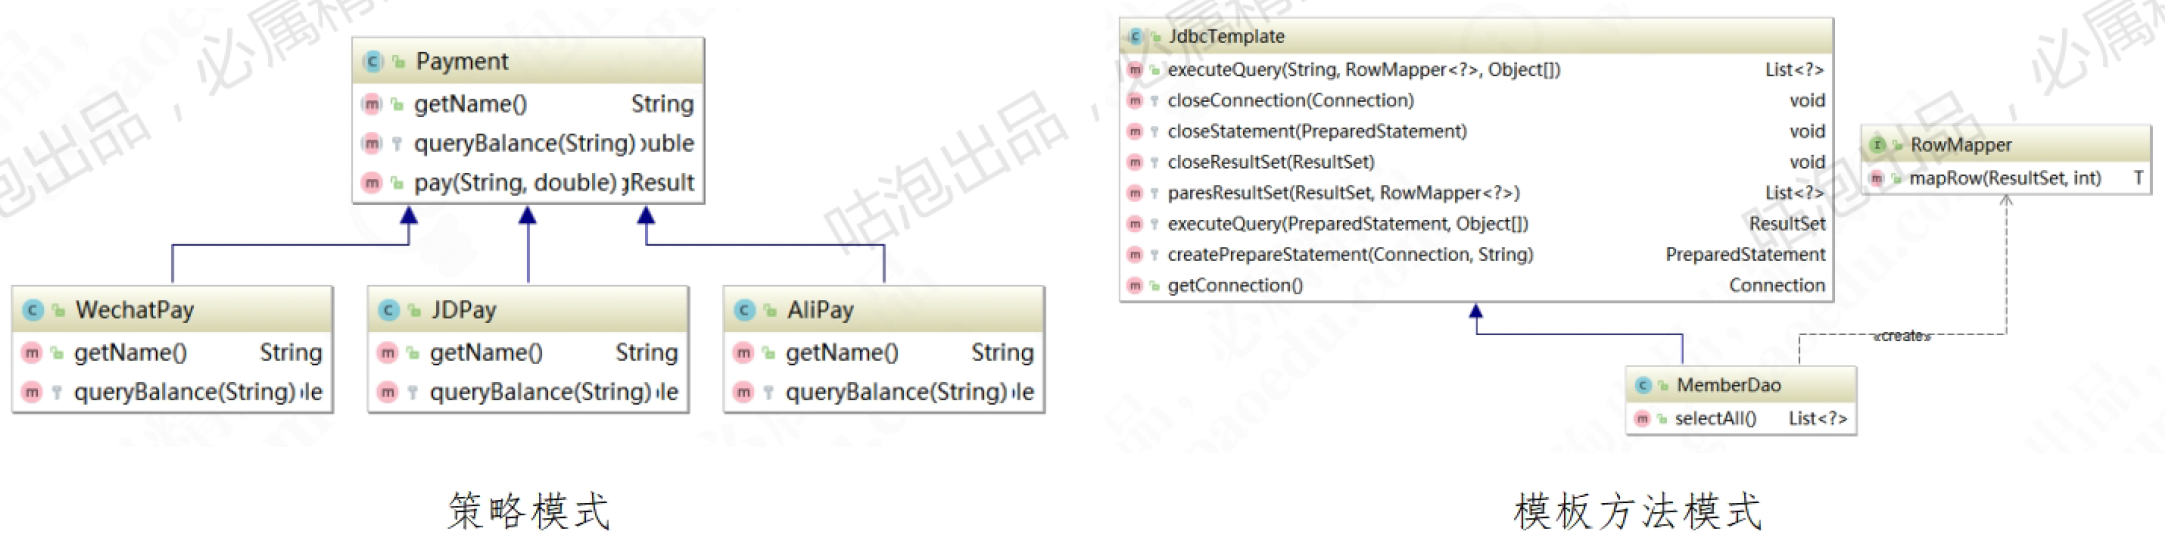 Payment
getName() String
queryBalance(String) ouble
pay(String, double) gResult
WechatPay
getName() String
queryBalance(String) le
JDPay
getName() String
queryBalance(String) le
AliPay
getName() String
queryBalance(String) le
策略模式
JdbcTemplate
executeQuery(String, RowMapper<?>, Object[]) List<?>
closeConnection(Connection) void
closeStatement(PreparedStatement) void
closeResultSet(ResultSet) void
paresResultSet(ResultSet, RowMapper<?>) List<?>
executeQuery(PreparedStatement, Object[]) ResultSet
createPrepareStatement(Connection, String) PreparedStatement
getConnection() Connection
RowMapper
mapRow(ResultSet, int) T
«create»
MemberDao
selectAll() List<?>
模板方法模式
咕泡出品，必属精